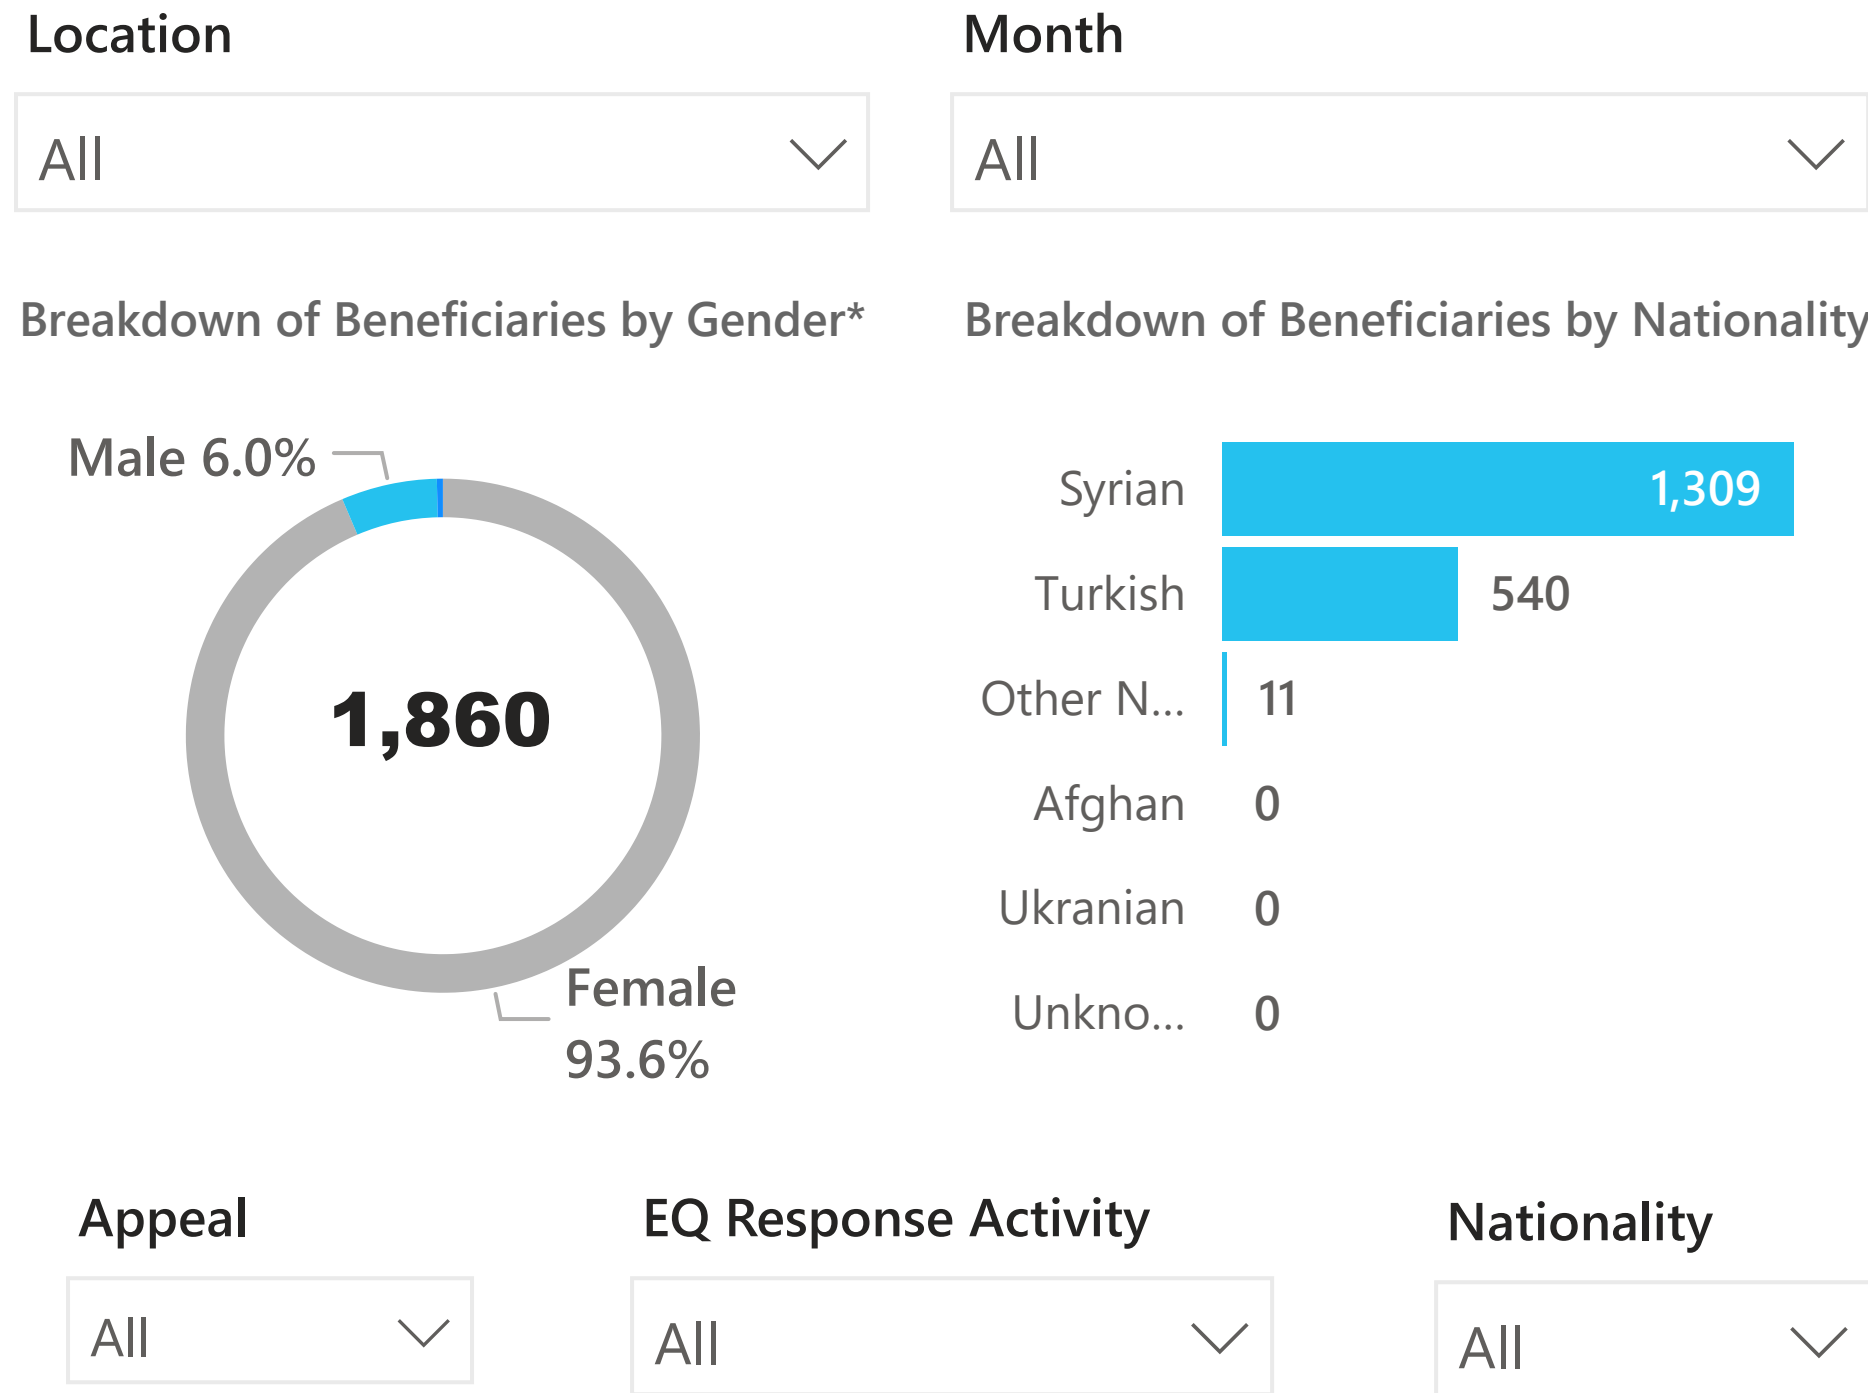 Location
Month
All
All
Breakdown of Beneficiaries by Gender*
Breakdown of Beneficiaries by Nationality
Male 6.0%
1,860
Female
93.6%
Syrian 1,309
Turkish 540
Other N... 11
Afghan 0
Ukranian 0
Unkno... 0
Appeal
EQ Response Activity
Nationality
All
All
All